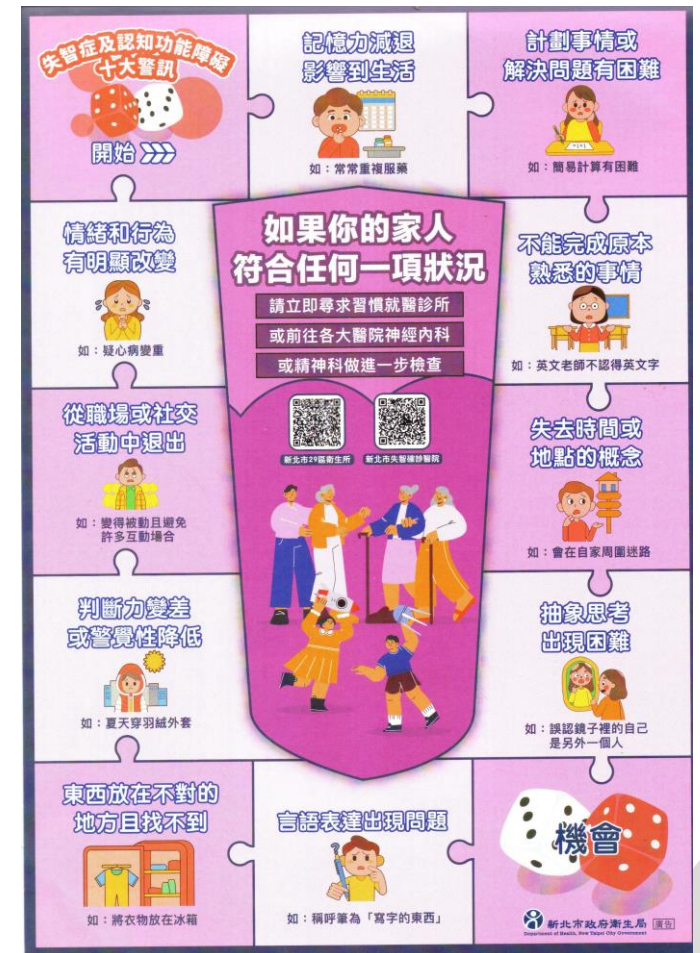 失智症及認知功能障礙
十大警訊
開始
記憶力減退
影響到生活
如：常常重複服藥
計劃事情或
解決問題有困難
如：簡易計算有困難
不能完成原本
熟悉的事情
如：英文老師不認得英文字
失去時間或
地點的概念
如：會在自家周圍迷路
抽象思考
出現困難
如：誤認鏡子裡的自己
是另外一個人
機會
言語表達出現問題
如：稱呼筆為「寫字的東西」
東西放在不對的
地方且找不到
如：將衣物放在冰箱
判斷力變差
或警覺性降低
如：夏天穿羽絨外套
從職場或社交
活動中退出
如：變得被動且避免
許多互動場合
情緒和行為
有明顯改變
如：疑心病變重
如果你的家人
符合任何一項狀況
請立即尋求習慣就醫診所
或前往各大醫院神經內科
或精神科做進一步檢查
新北市29區衛生所
新北市失智確診醫院
新北市政府衛生局 廣告
Department of Health, New Taipei City Government